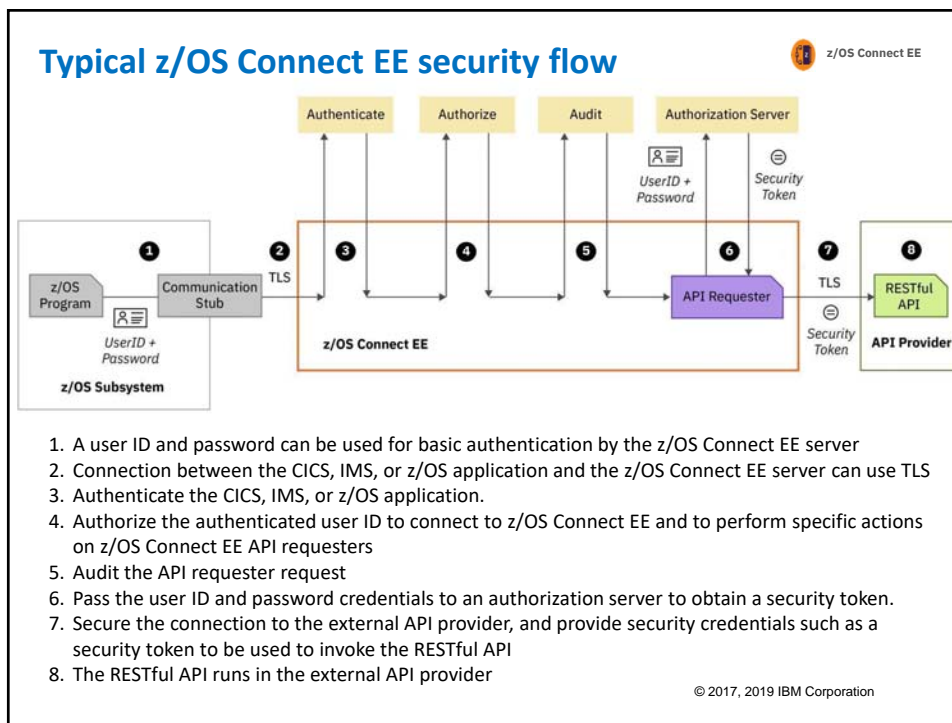 Typical z/OS Connect EE security flow
z/OS Connect EE
Authenticate
Authorize
Audit
Authorization Server
UserID +
Password
Security
Token
1
2
3
4
5
6
7
8
TLS
TLS
z/OS
Program
Communication
Stub
API Requester
RESTful
API
UserID +
Password
Security
Token
z/OS Connect EE
API Provider
z/OS Subsystem
1. A user ID and password can be used for basic authentication by the z/OS Connect EE server
2. Connection between the CICS, IMS, or z/OS application and the z/OS Connect EE server can use TLS
3. Authenticate the CICS, IMS, or z/OS application.
4. Authorize the authenticated user ID to connect to z/OS Connect EE and to perform specific actions
on z/OS Connect EE API requesters
5. Audit the API requester request
6. Pass the user ID and password credentials to an authorization server to obtain a security token.
7. Secure the connection to the external API provider, and provide security credentials such as a
security token to be used to invoke the RESTful API
8. The RESTful API runs in the external API provider
© 2017, 2019 IBM Corporation